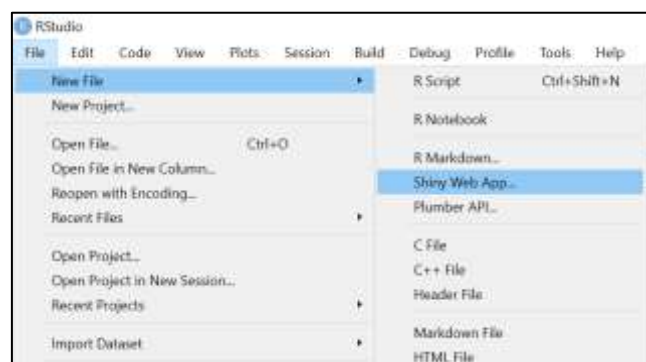 RStudio
File Edit Code View Plots Session Build Debug Profile Tools Help
New File
New Project...
Open File... Ctrl+O
Open File in New Column...
Reopen with Encoding...
Recent Files
Open Project...
Open Project in New Session...
Recent Projects
Import Dataset
R Script Ctrl+Shift+N
R Notebook
R Markdown...
Shiny Web App...
Plumber API...
C File
C++ File
Header File
Markdown File
HTML File